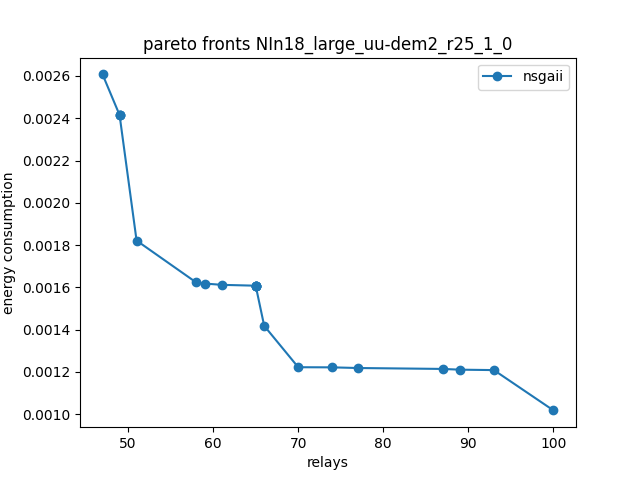 pareto fronts NIn18_large_uu-dem2_r25_1_0
nsgaii
energy consumption
0.0026
0.0024
0.0022
0.0020
0.0018
0.0016
0.0014
0.0012
0.0010
50 60 70 80 90 100
relays